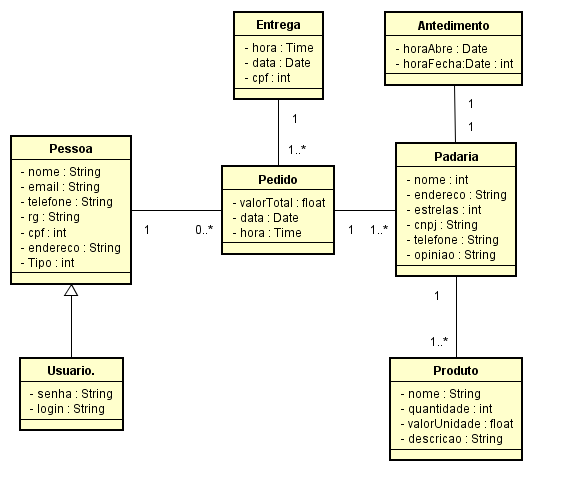 Entrega
- hora : Time
- data : Date
- cpf : int
Antedimento
- horaAbre : Date
- horaFecha:Date : int
1
1..*
1
1
Pessoa
- nome : String
- email : String
- telefone : String
- rg : String
- cpf : int
- endereco : String
- Tipo : int
1
0..*
Pedido
- valorTotal : float
- data : Date
- hora : Time
1
1..*
Padaria
- nome : int
- endereco : String
- estrelas : int
- cnpj : String
- telefone : String
- opiniao : String
1
1..*
Usuario.
- senha : String
- login : String
Produto
- nome : String
- quantidade : int
- valorUnidade : float
- descricao : String